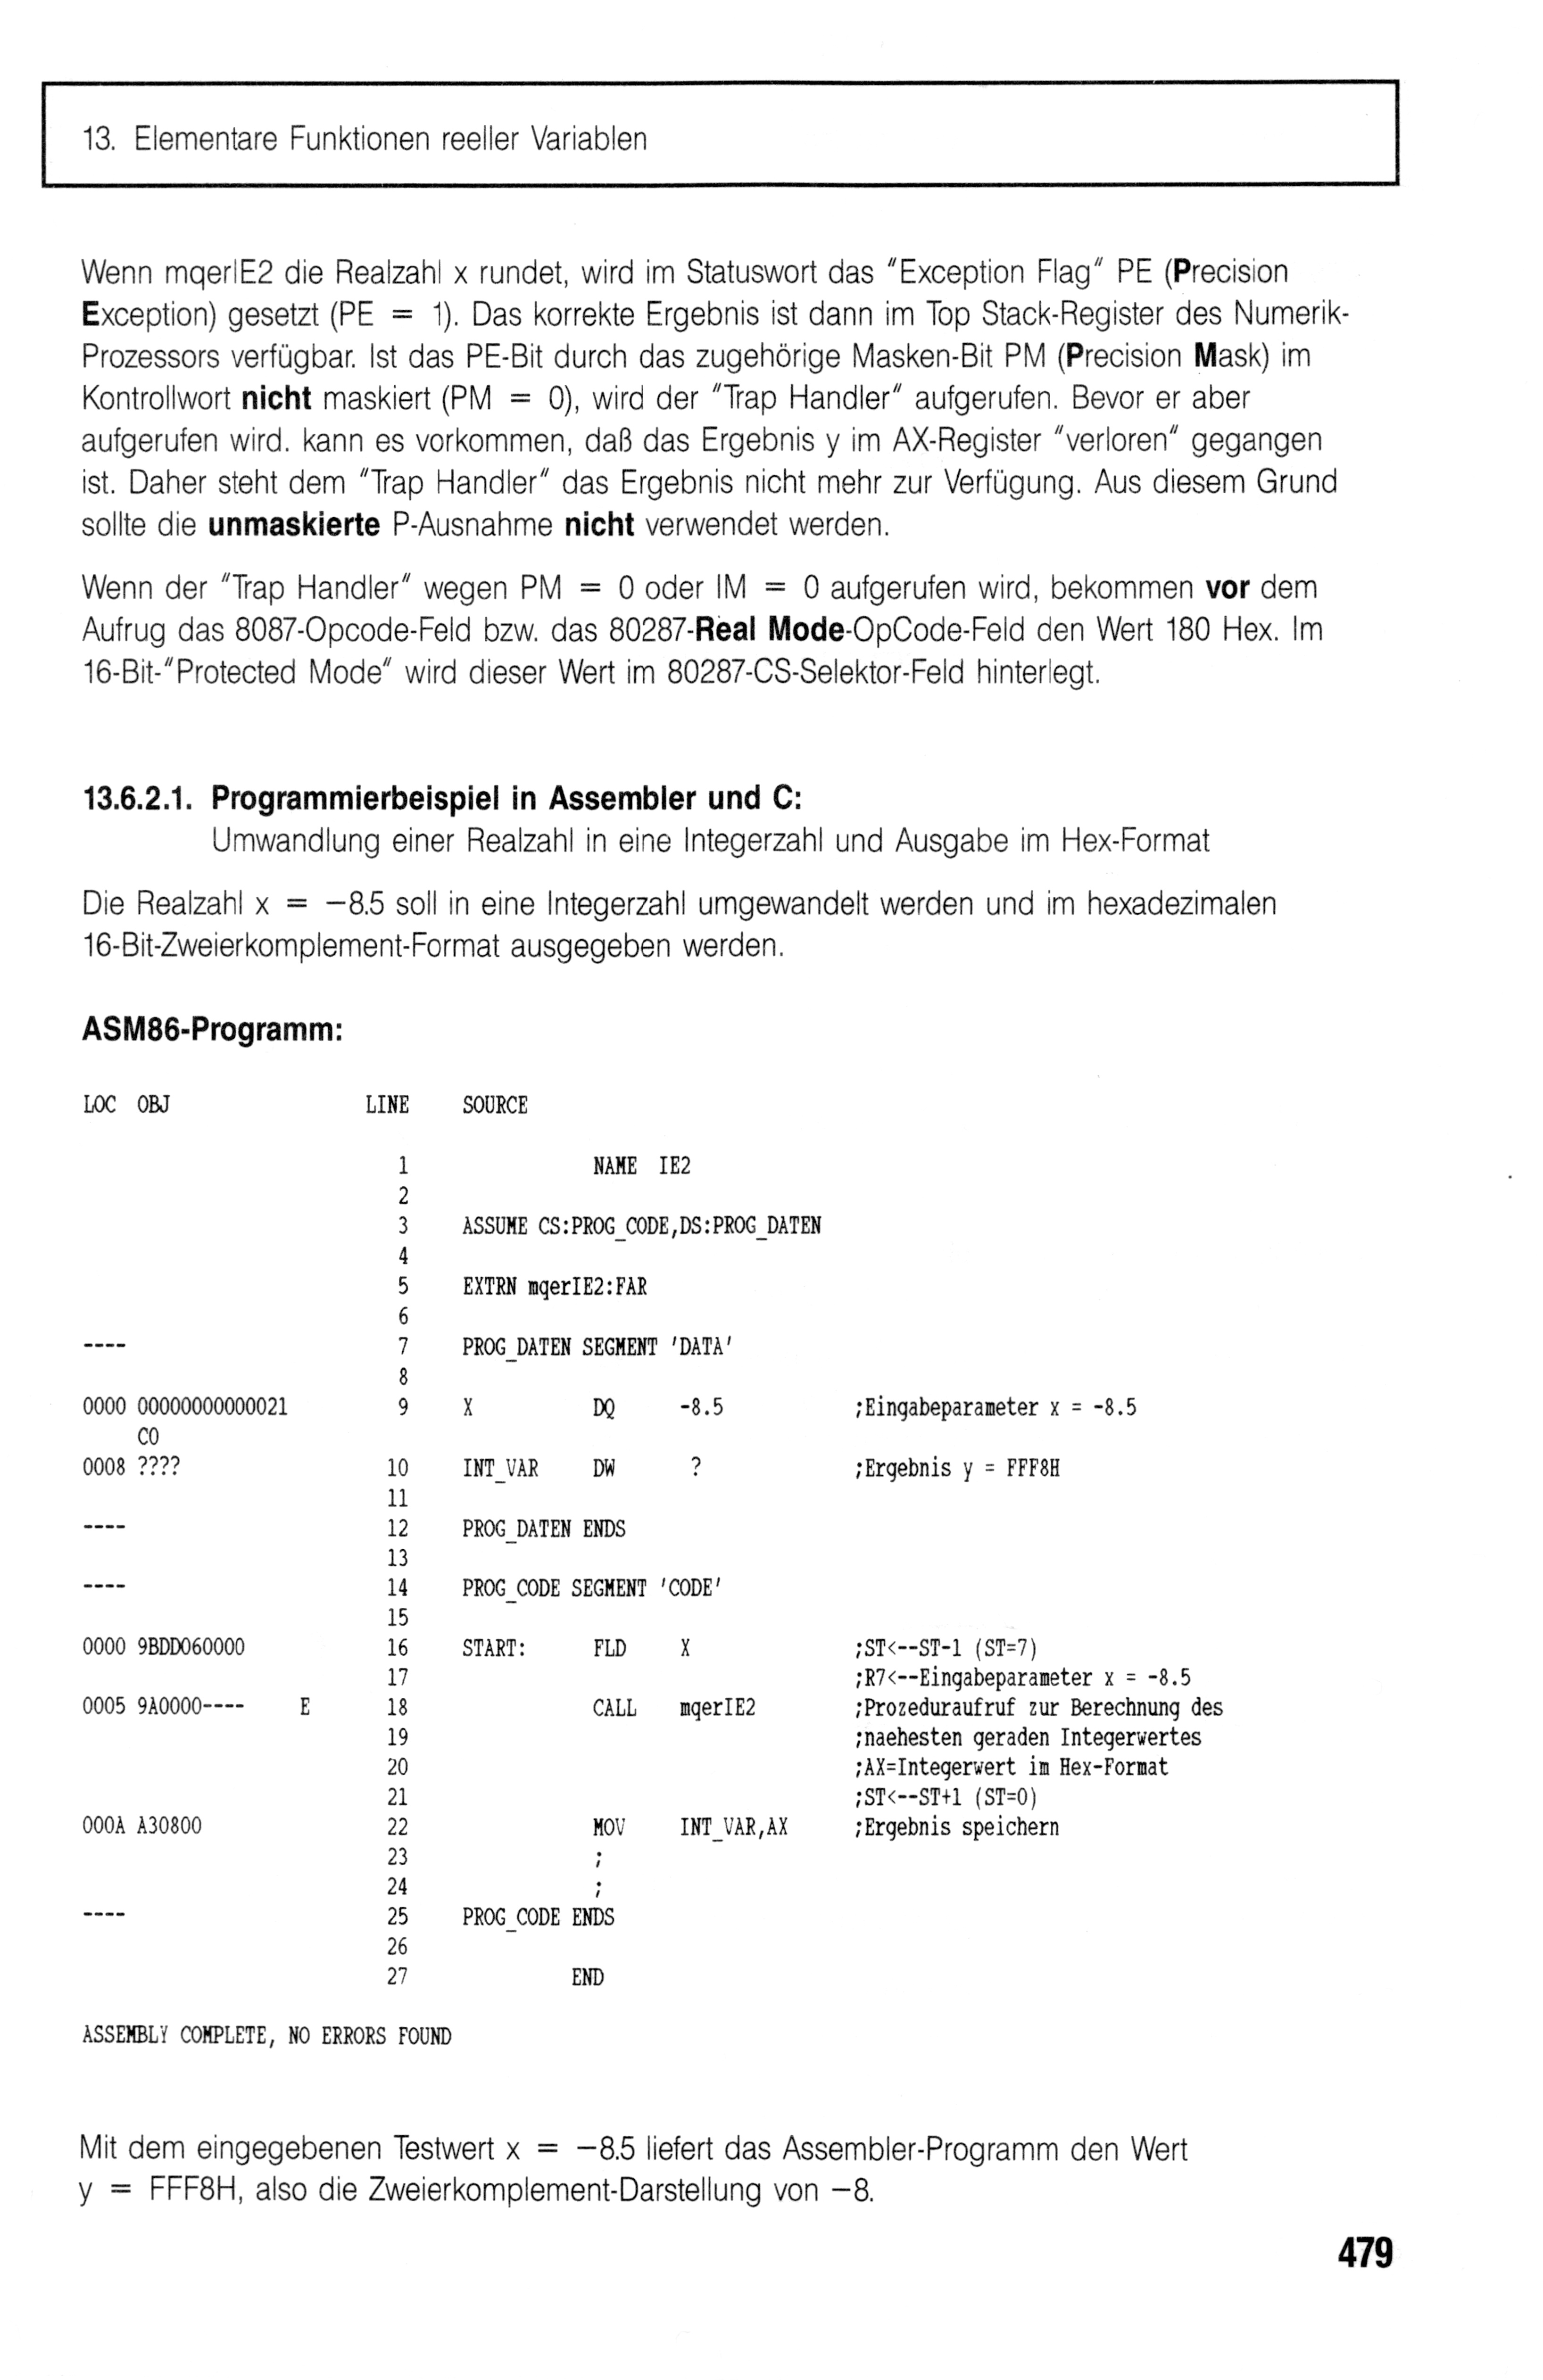 13. Elementare Funktionen reeller Variablen
Wenn mqerIE2 die Realzahl x rundet, wird im Statuswort das "Exception Flag" PE (Precision
Exception) gesetzt (PE = 1). Das korrekte Ergebnis ist dann im Top Stack-Register des Numerik-
Prozessors verfügbar. Ist das PE-Bit durch das zugehörige Masken-Bit PM (Precision Mask) im
Kontrollwort nicht maskiert (PM = 0), wird der "Trap Handler" aufgerufen. Bevor er aber
aufgerufen wird. kann es vorkommen, daß das Ergebnis y im AX-Register "verloren" gegangen
ist. Daher steht dem "Trap Handler" das Ergebnis nicht mehr zur Verfügung. Aus diesem Grund
sollte die unmaskierte P-Ausnahme nicht verwendet werden.
Wenn der "Trap Handler" wegen PM = 0 oder IM = 0 aufgerufen wird, bekommen vor dem
Aufrug das 8087-Opcode-Feld bzw. das 80287-Real Mode-OpCode-Feld den Wert 180 Hex. Im
16-Bit-"Protected Mode" wird dieser Wert im 80287-CS-Selektor-Feld hinterlegt.
13.6.2.1. Programmierbeispiel in Assembler und C:
Umwandlung einer Realzahl in eine Integerzahl und Ausgabe im Hex-Format
Die Realzahl x = −8.5 soll in eine Integerzahl umgewandelt werden und im hexadezimalen
16-Bit-Zweierkomplement-Format ausgegeben werden.
ASM86-Programm:
LOC OBJ LINE SOURCE
1 NAME IE2
2
3 ASSUME CS:PROG_CODE,DS:PROG_DATEN
4
5 EXTRN mqerIE2:FAR
6
---- 7 PROG_DATEN SEGMENT 'DATA'
8
0000 00000000000021 9 X DQ -8.5 ;Eingabeparameter x = -8.5
C0
0008 ???? 10 INT_VAR DW ? ;Ergebnis y = FFF8H
11
---- 12 PROG_DATEN ENDS
13
---- 14 PROG_CODE SEGMENT 'CODE'
15
0000 9BDD060000 16 START: FLD X ;ST<--ST-1 (ST=7)
17 ;R7<--Eingabeparameter x = -8.5
0005 9A0000---- E 18 CALL mqerIE2 ;Prozeduraufruf zur Berechnung des
19 ;naehesten geraden Integerwertes
20 ;AX=Integerwert im Hex-Format
21 ;ST<--ST+1 (ST=0)
000A A30800 22 MOV INT_VAR,AX ;Ergebnis speichern
23 ;
24 ;
---- 25 PROG_CODE ENDS
26
27 END
ASSEMBLY COMPLETE, NO ERRORS FOUND
Mit dem eingegebenen Testwert x = −8.5 liefert das Assembler-Programm den Wert
y = FFF8H, also die Zweierkomplement-Darstellung von −8.
479